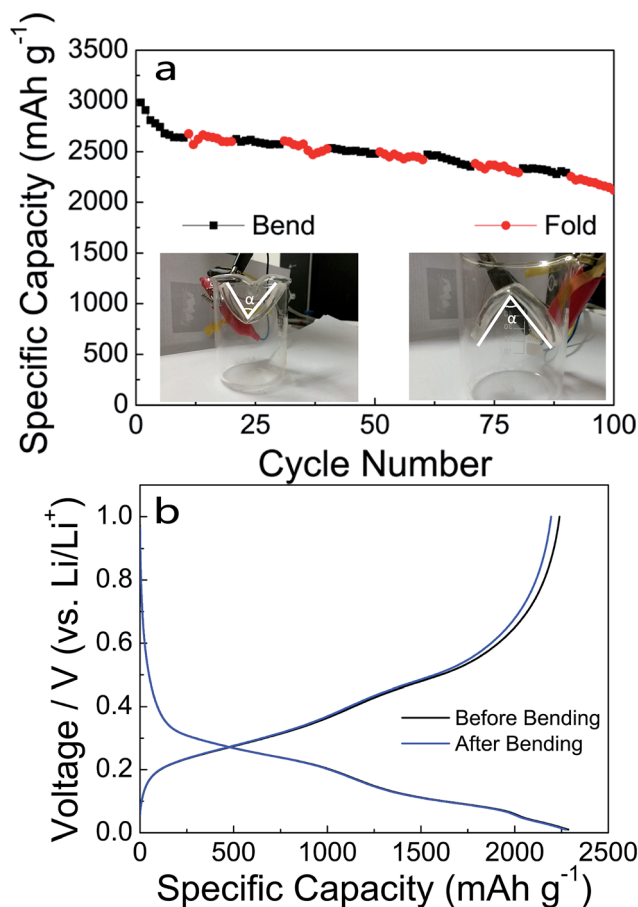 a
Specific Capacity (mAh g⁻¹)
3500
3000
2500
2000
1500
1000
500
0
Bend
Fold
α
α
0 25 50 75 100
Cycle Number
b
Voltage / V (vs. Li/Li⁺)
1.0
0.8
0.6
0.4
0.2
0.0
Before Bending
After Bending
0 500 1000 1500 2000 2500
Specific Capacity (mAh g⁻¹)